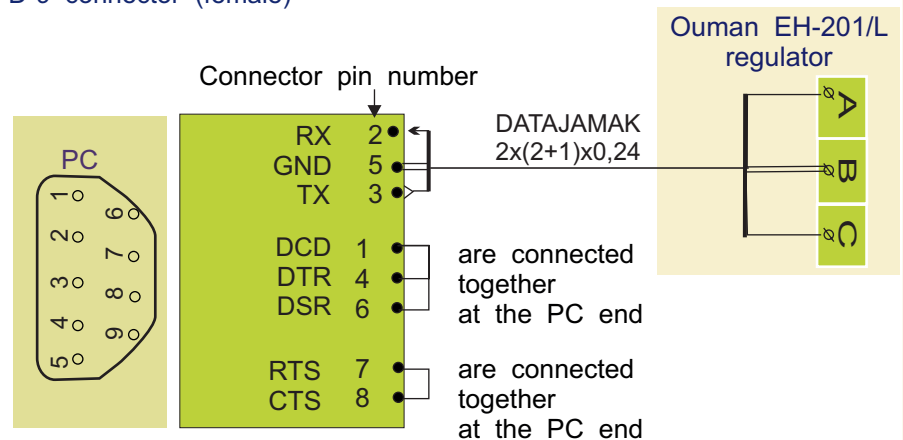 Ouman EH-201/L
regulator
Connector pin number
PC
1
2
3
4
5
6
7
8
9
RX 2
GND 5
TX 3
DCD 1
DTR 4
DSR 6
RTS 7
CTS 8
DATAJAMAK
2x(2+1)x0,24
A
B
C
are connected
together
at the PC end
are connected
together
at the PC end